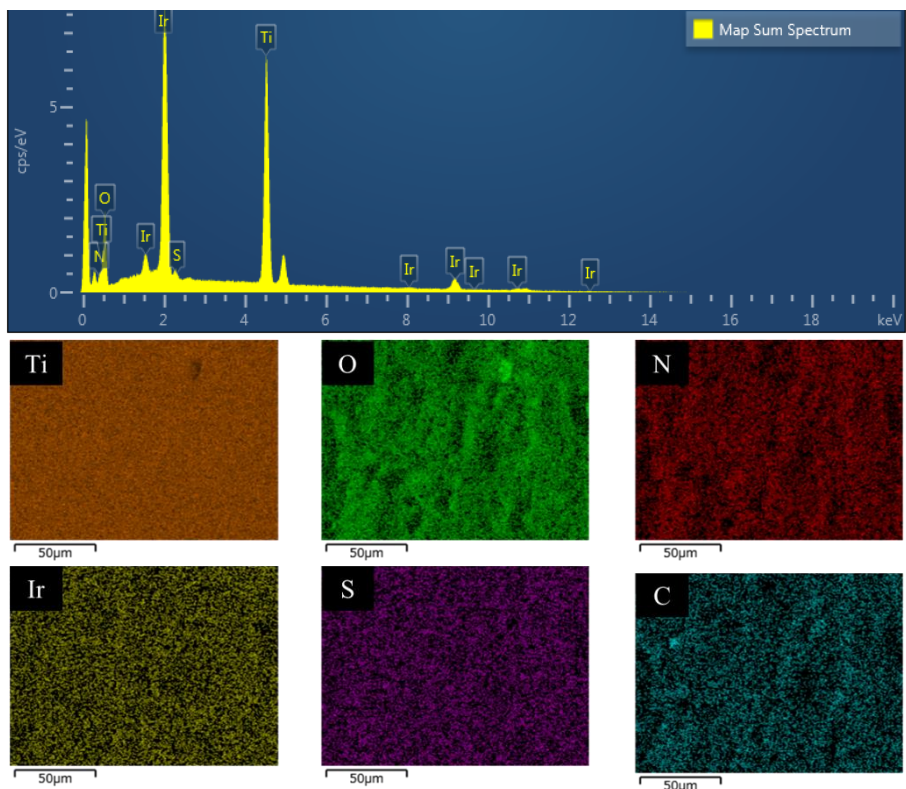 Map Sum Spectrum
cps/eV
5
0
N
Ti
O
Ir
Ir
S
Ti
Ir
Ir
Ir
Ir
Ir
0 2 4 6 8 10 12 14 16 18 keV
Ti
O
N
50μm
50μm
50μm
Ir
S
C
50μm
50μm
50μm